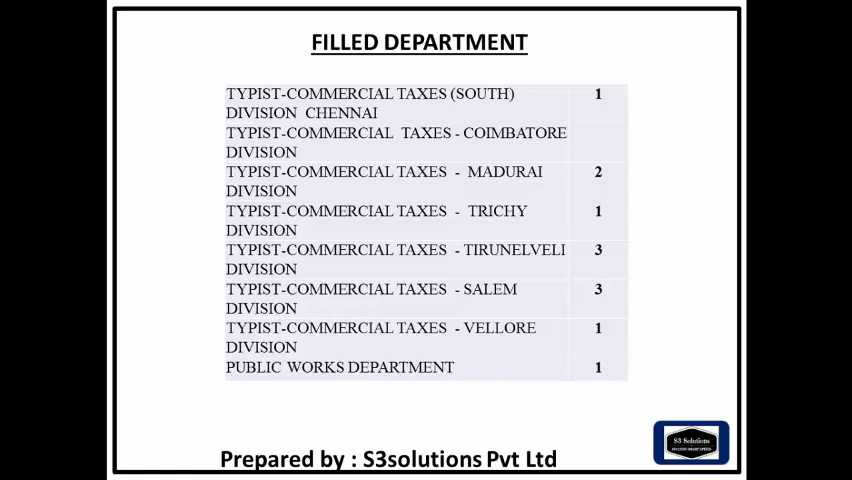 FILLED DEPARTMENT
TYPIST-COMMERCIAL TAXES (SOUTH) 1
DIVISION CHENNAI
TYPIST-COMMERCIAL TAXES - COIMBATORE
DIVISION
TYPIST-COMMERCIAL TAXES - MADURAI 2
DIVISION
TYPIST-COMMERCIAL TAXES - TRICHY 1
DIVISION
TYPIST-COMMERCIAL TAXES - TIRUNELVELI 3
DIVISION
TYPIST-COMMERCIAL TAXES - SALEM 3
DIVISION
TYPIST-COMMERCIAL TAXES - VELLORE 1
DIVISION
PUBLIC WORKS DEPARTMENT 1
S3 Solutions
Prepared by : S3solutions Pvt Ltd